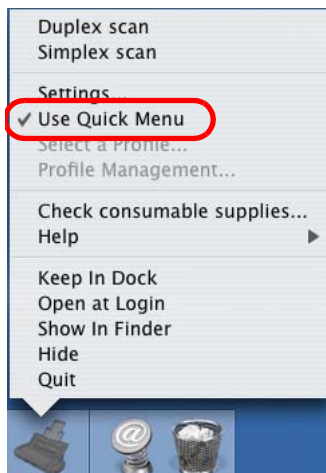 Duplex scan
Simplex scan
Settings...
✓ Use Quick Menu
Select a Profile...
Profile Management...
Check consumable supplies...
Help
Keep In Dock
Open at Login
Show In Finder
Hide
Quit